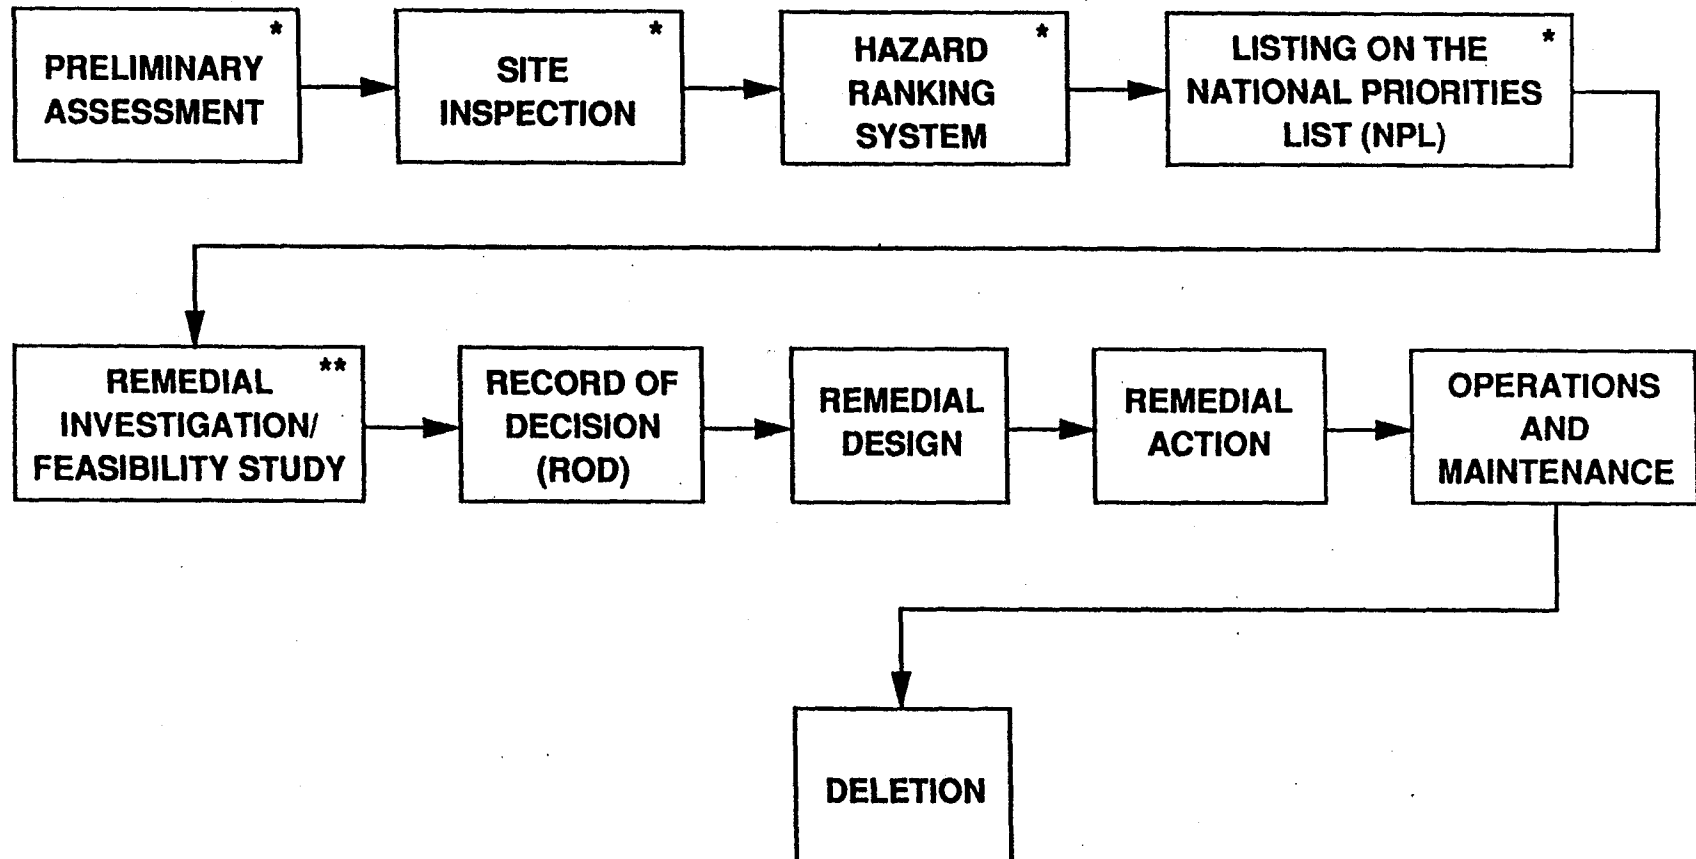 PRELIMINARY *
ASSESSMENT
SITE *
INSPECTION
HAZARD *
RANKING
SYSTEM
LISTING ON THE *
NATIONAL PRIORITIES
LIST (NPL)
REMEDIAL **
INVESTIGATION/
FEASIBILITY STUDY
RECORD OF
DECISION
(ROD)
REMEDIAL
DESIGN
REMEDIAL
ACTION
OPERATIONS
AND
MAINTENANCE
DELETION